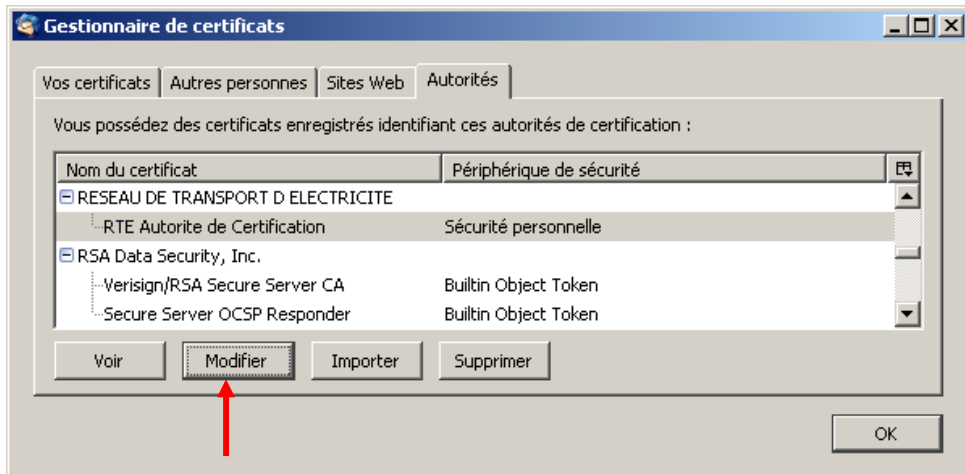 Gestionnaire de certificats
Vos certificats Autres personnes Sites Web Autorités
Vous possédez des certificats enregistrés identifiant ces autorités de certification :
Nom du certificat Périphérique de sécurité
RESEAU DE TRANSPORT D ELECTRICITE
RTE Autorite de Certification Sécurité personnelle
RSA Data Security, Inc.
Verisign/RSA Secure Server CA Builtin Object Token
Secure Server OCSP Responder Builtin Object Token
Voir Modifier Importer Supprimer
OK